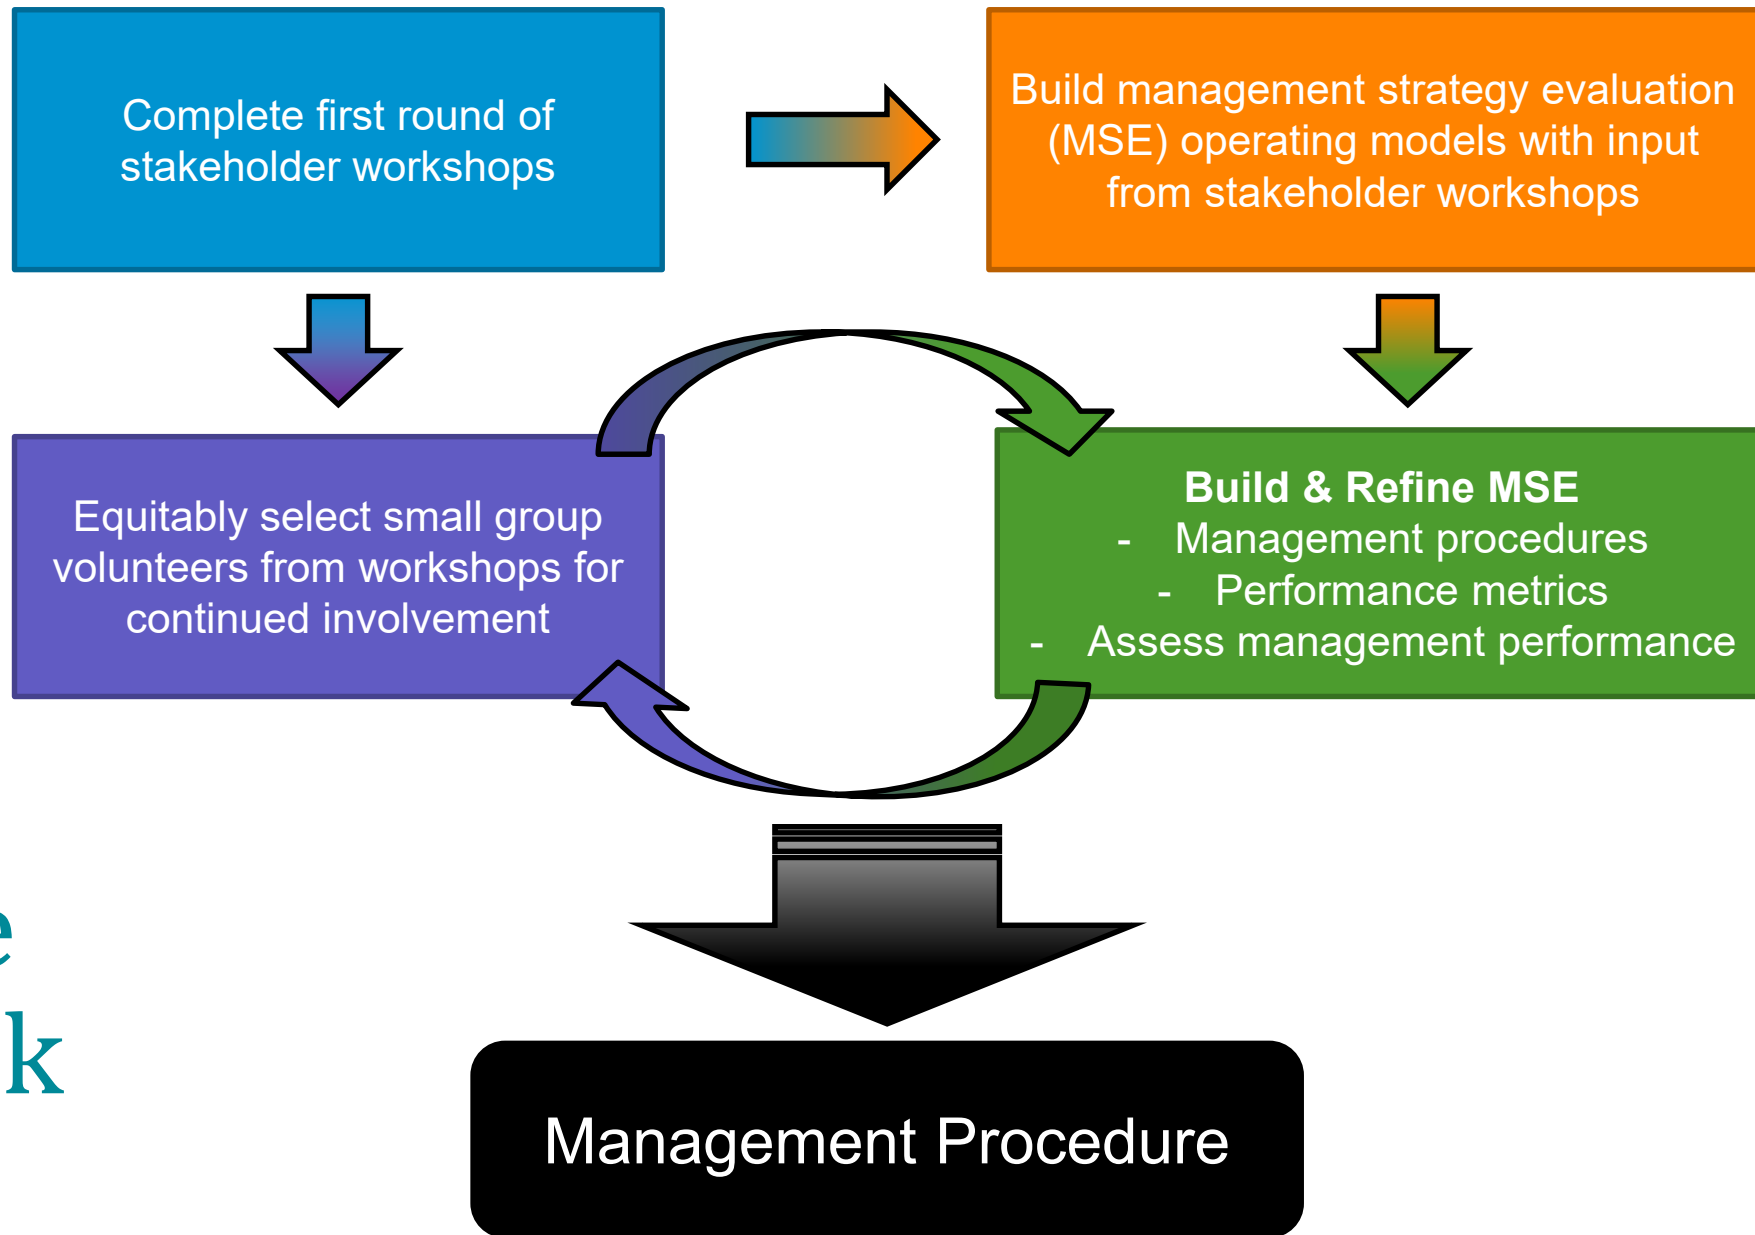 Complete first round of
stakeholder workshops
Build management strategy evaluation
(MSE) operating models with input
from stakeholder workshops
Equitably select small group
volunteers from workshops for
continued involvement
Build & Refine MSE
- Management procedures
- Performance metrics
- Assess management performance
Management Procedure